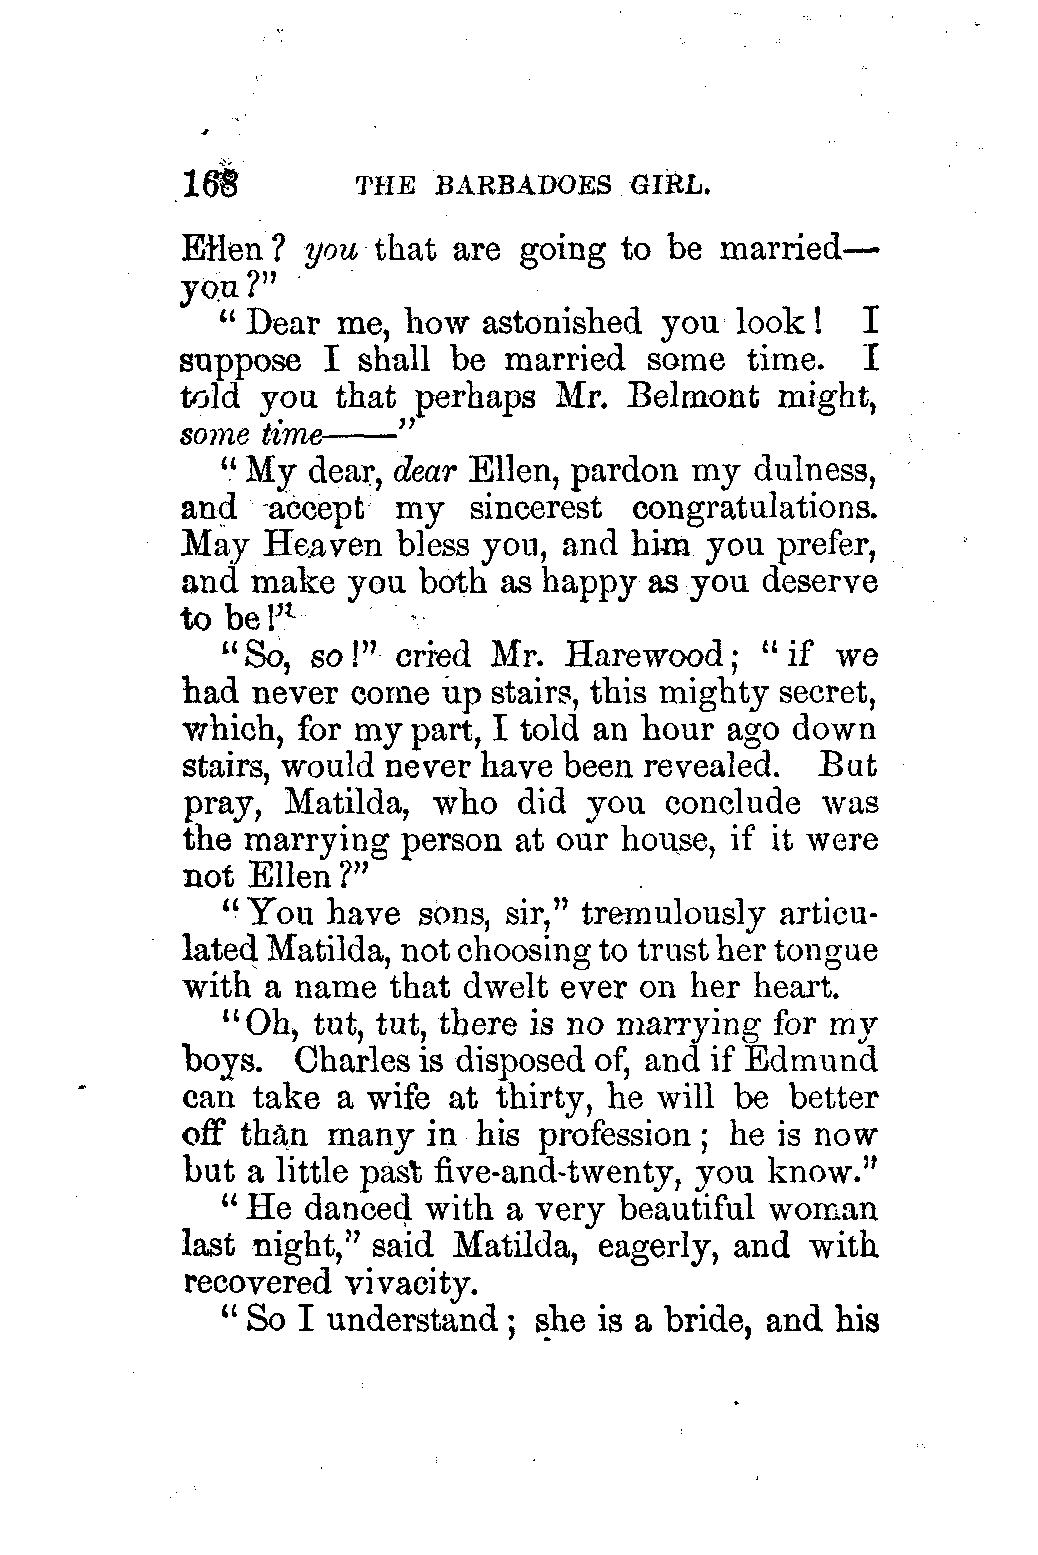 168 THE BARBADOES GIRL.
Ellen? you that are going to be married—
you?"
"Dear me, how astonished you look! I
suppose I shall be married some time. I
told you that perhaps Mr. Belmont might,
some time——"
"My dear, dear Ellen, pardon my dulness,
and accept my sincerest congratulations.
May Heaven bless you, and him you prefer,
and make you both as happy as you deserve
to be!"
"So, so!" cried Mr. Harewood; "if we
had never come up stairs, this mighty secret,
which, for my part, I told an hour ago down
stairs, would never have been revealed. But
pray, Matilda, who did you conclude was
the marrying person at our house, if it were
not Ellen?"
"You have sons, sir," tremulously articu-
lated Matilda, not choosing to trust her tongue
with a name that dwelt ever on her heart.
"Oh, tut, tut, there is no marrying for my
boys. Charles is disposed of, and if Edmund
can take a wife at thirty, he will be better
off than many in his profession; he is now
but a little past five-and-twenty, you know."
"He danced with a very beautiful woman
last night," said Matilda, eagerly, and with
recovered vivacity.
"So I understand; she is a bride, and his